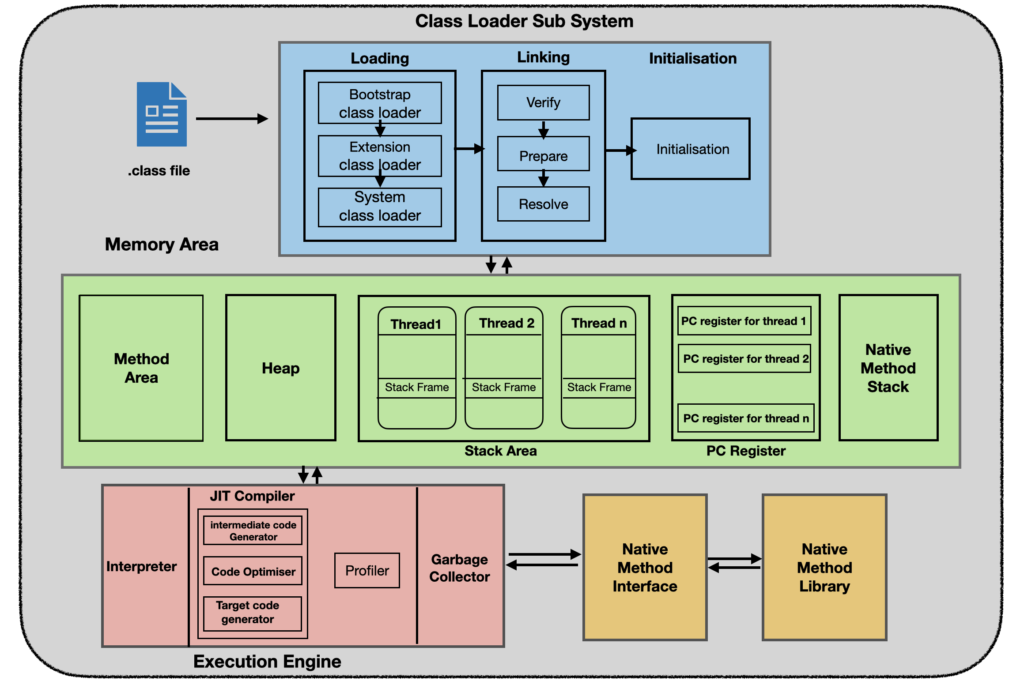 Class Loader Sub System
Loading
Linking
Initialisation
.class file
Bootstrap
class loader
Extension
class loader
System
class loader
Verify
Prepare
Resolve
Initialisation
Memory Area
Method
Area
Heap
Thread1
Thread 2
Thread n
Stack Frame
Stack Frame
Stack Frame
Stack Area
PC register for thread 1
PC register for thread 2
PC register for thread n
PC Register
Native
Method
Stack
Interpreter
JIT Compiler
intermediate code
Generator
Code Optimiser
Target code
generator
Profiler
Garbage
Collector
Execution Engine
Native
Method
Interface
Native
Method
Library